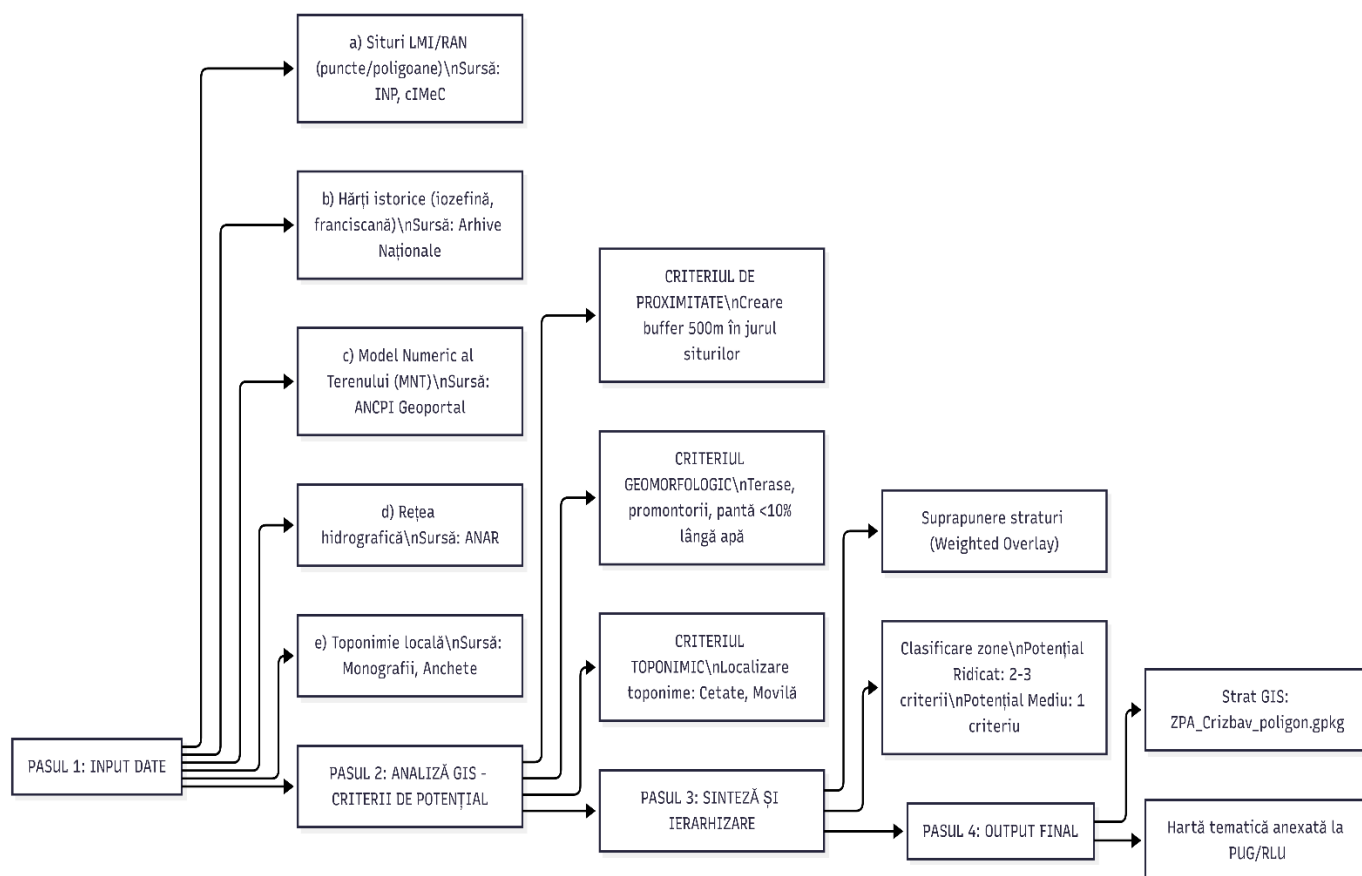 a) Situri LMI/RAN
(puncte/poligoane)\nSursă:
INP, cIMeC
b) Hărți istorice (iozefină,
franciscană)\nSursă: Arhive
Naționale
c) Model Numeric al
Terenului (MNT)\nSursă:
ANCPI Geoportal
d) Rețea
hidrografică\nSursă: ANAR
e) Toponimie locală\nSursă:
Monografii, Anchete
PASUL 1: INPUT DATE
PASUL 2: ANALIZĂ GIS -
CRITERII DE POTENȚIAL
CRITERIUL DE
PROXIMITATE\nCreare
buffer 500m în jurul
siturilor
CRITERIUL
GEOMORFOLOGIC\nTerase,
promontorii, pantă <10%
lângă apă
CRITERIUL
TOPONIMIC\nLocalizare
toponime: Cetate, Movilă
PASUL 3: SINTEZĂ ȘI
IERARHIZARE
Suprapunere straturi
(Weighted Overlay)
Clasificare zone\nPotențial
Ridicat: 2-3
criterii\nPotențial Mediu: 1
criteriu
PASUL 4: OUTPUT FINAL
Strat GIS:
ZPA_Crizbav_poligon.gpkg
Hartă tematică anexată la
PUG/RLU